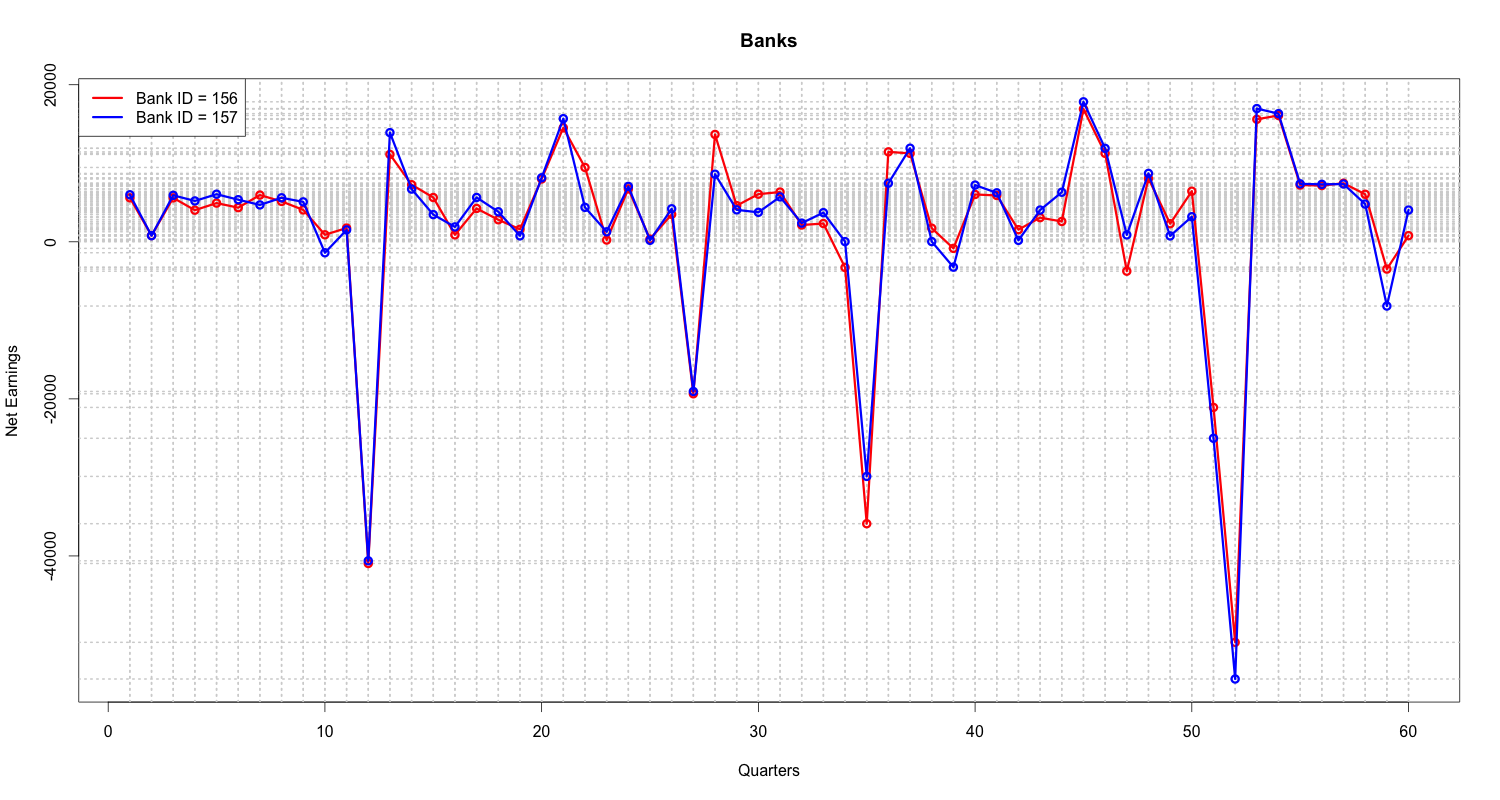 Banks
Bank ID = 156
Bank ID = 157
20000
0
-20000
-40000
Net Earnings
0 10 20 30 40 50 60
Quarters